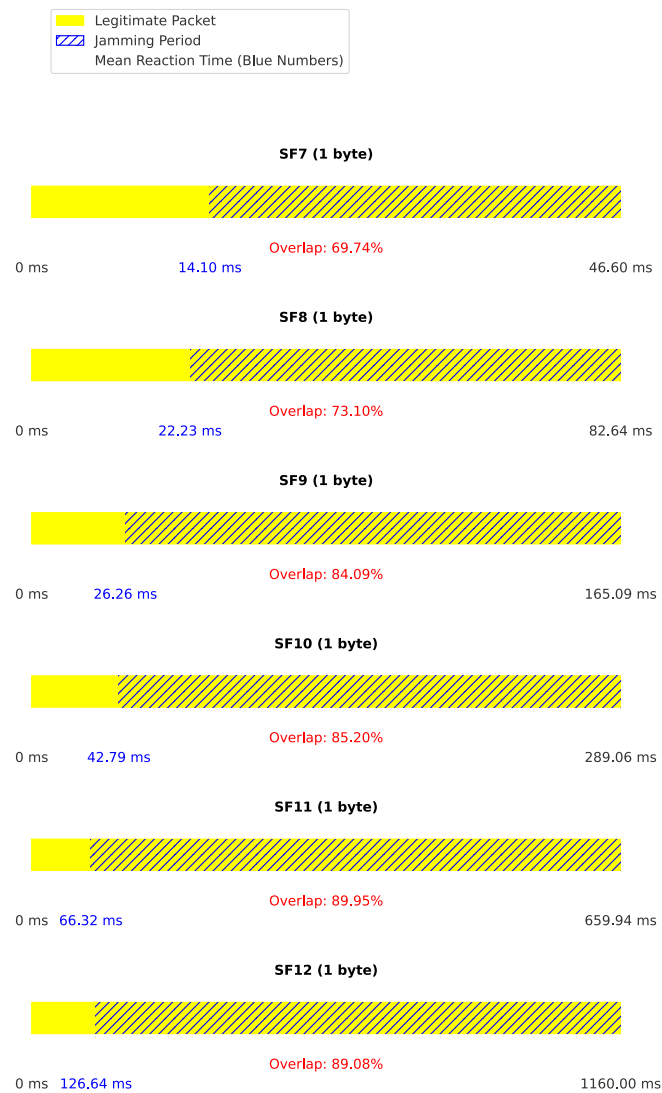 Legitimate Packet
Jamming Period
Mean Reaction Time (Blue Numbers)
SF7 (1 byte)
Overlap: 69.74%
0 ms 14.10 ms 46.60 ms
SF8 (1 byte)
Overlap: 73.10%
0 ms 22.23 ms 82.64 ms
SF9 (1 byte)
Overlap: 84.09%
0 ms 26.26 ms 165.09 ms
SF10 (1 byte)
Overlap: 85.20%
0 ms 42.79 ms 289.06 ms
SF11 (1 byte)
Overlap: 89.95%
0 ms 66.32 ms 659.94 ms
SF12 (1 byte)
Overlap: 89.08%
0 ms 126.64 ms 1160.00 ms